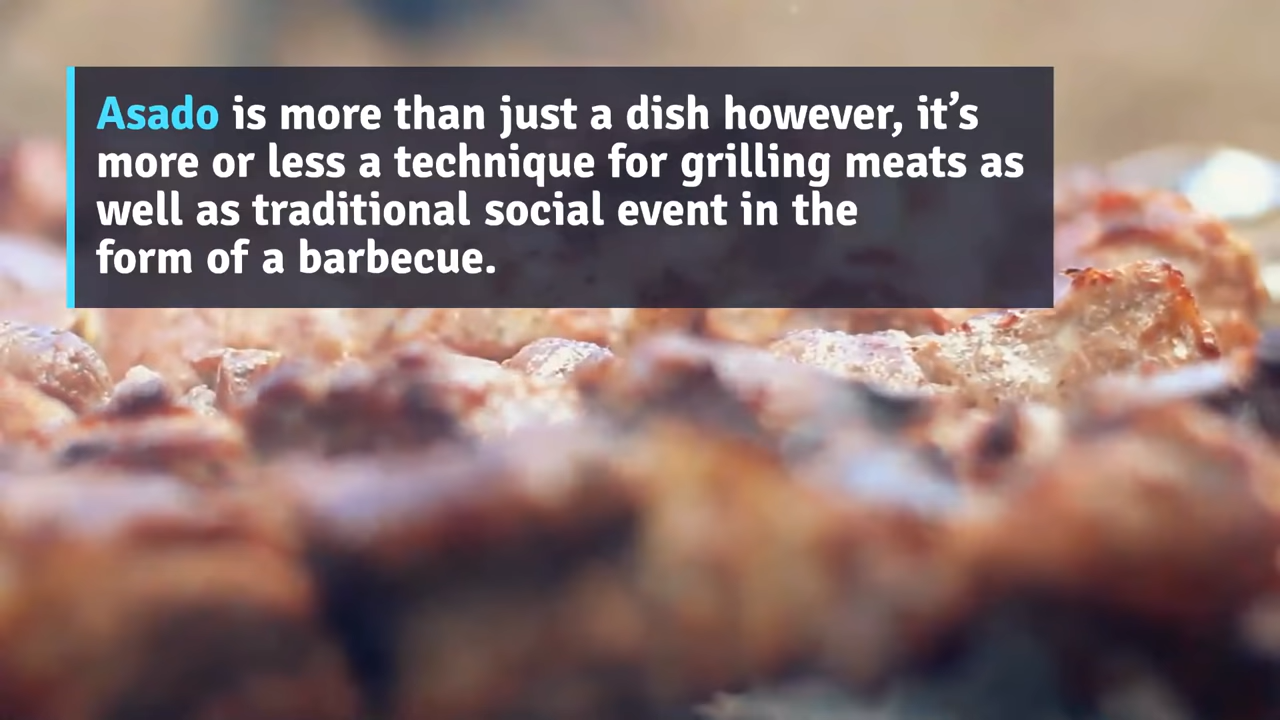 Asado is more than just a dish however, it’s
more or less a technique for grilling meats as
well as traditional social event in the
form of a barbecue.